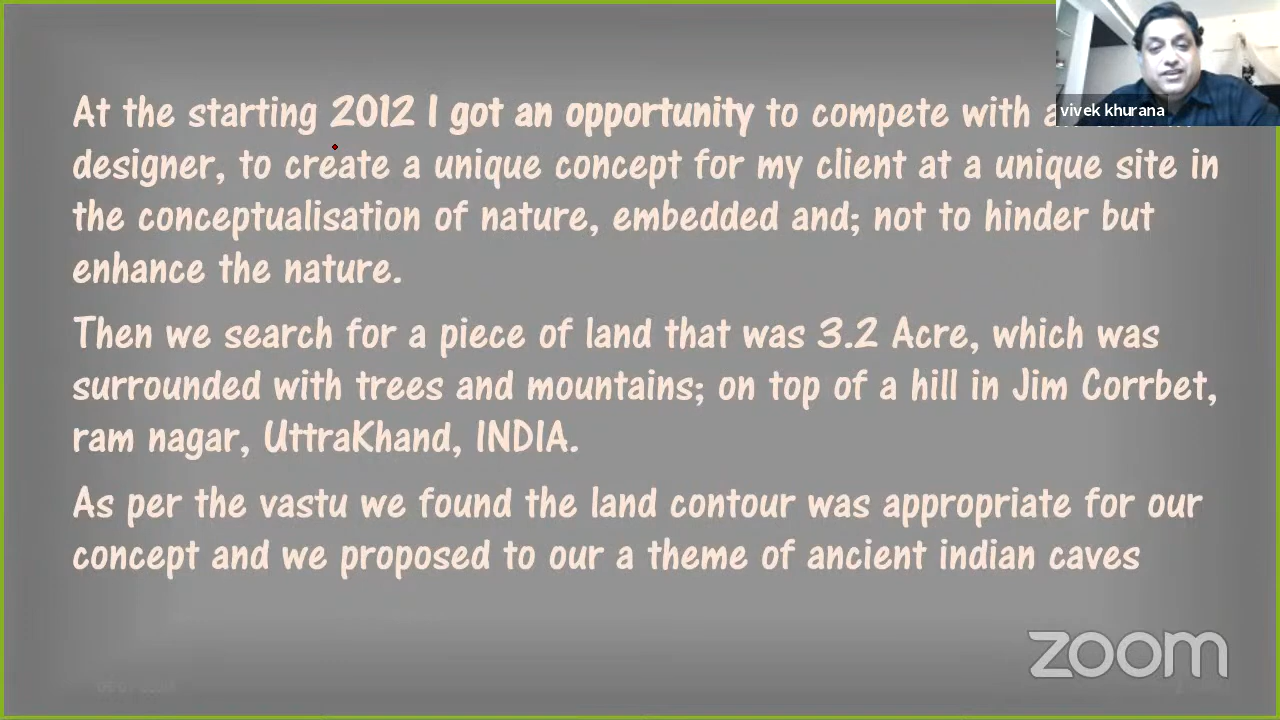 At the starting 2012 I got an opportunity to compete with
vivek khurana
designer, to create a unique concept for my client at a unique site in
the conceptualisation of nature, embedded and; not to hinder but
enhance the nature.
Then we search for a piece of land that was 3.2 Acre, which was
surrounded with trees and mountains; on top of a hill in Jim Corrbet,
ram nagar, UttraKhand, INDIA.
As per the vastu we found the land contour was appropriate for our
concept and we proposed to our a theme of ancient indian caves
zoom